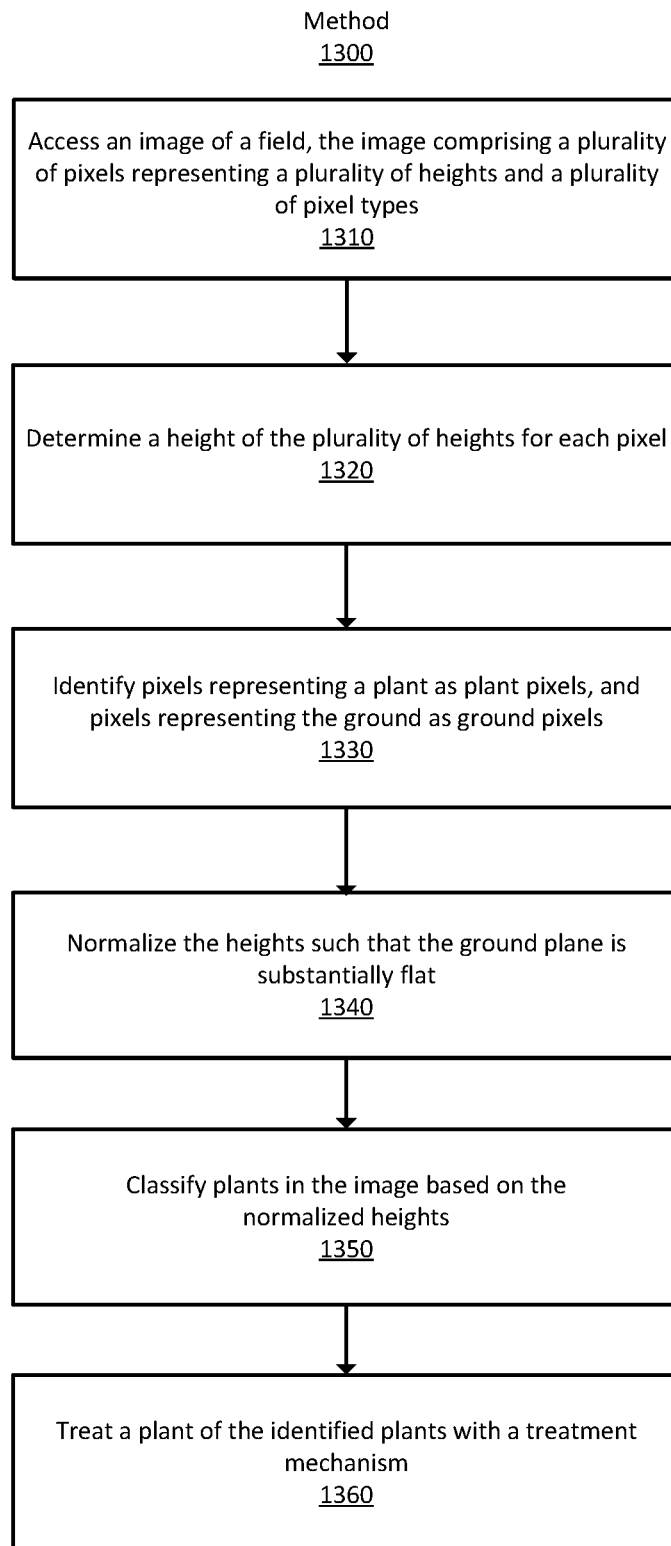 Method
1300
Access an image of a field, the image comprising a plurality
of pixels representing a plurality of heights and a plurality
of pixel types
1310
Determine a height of the plurality of heights for each pixel
1320
Identify pixels representing a plant as plant pixels, and
pixels representing the ground as ground pixels
1330
Normalize the heights such that the ground plane is
substantially flat
1340
Classify plants in the image based on the
normalized heights
1350
Treat a plant of the identified plants with a treatment
mechanism
1360